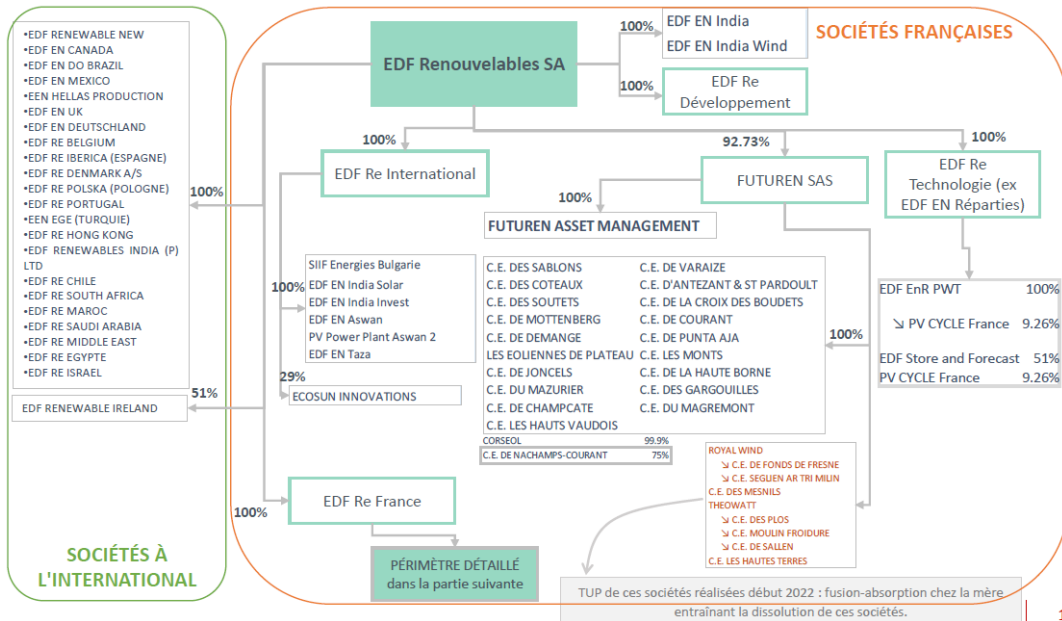 •EDF RENEWABLE NEW
•EDF EN CANADA
•EDF EN DO BRAZIL
•EDF EN MEXICO
•EEN HELLAS PRODUCTION
•EDF EN UK
•EDF EN DEUTSCHLAND
•EDF RE BELGIUM
•EDF RE IBERICA (ESPAGNE)
•EDF RE DENMARK A/S
•EDF RE POLSKA (POLOGNE)
•EDF RE PORTUGAL
•EEN EGE (TURQUIE)
•EDF RE HONG KONG
•EDF RENEWABLES INDIA (P)
LTD
•EDF RE CHILE
•EDF RE SOUTH AFRICA
•EDF RE MAROC
•EDF RE SAUDI ARABIA
•EDF RE MIDDLE EAST
•EDF RE EGYPTE
•EDF RE ISRAEL
100%
EDF RENEWABLE IRELAND
51%
SOCIÉTÉS À
L'INTERNATIONAL
SOCIÉTÉS FRANÇAISES
EDF Renouvelables SA
100%
EDF EN India
EDF EN India Wind
100%
EDF Re
Développement
100%
EDF Re International
92.73%
FUTUREN SAS
100%
EDF Re
Technologie (ex
EDF EN Réparties)
100%
FUTUREN ASSET MANAGEMENT
100%
SIIF Energies Bulgarie
EDF EN India Solar
EDF EN India Invest
EDF EN Aswan
PV Power Plant Aswan 2
EDF EN Taza
29%
ECOSUN INNOVATIONS
C.E. DES SABLONS
C.E. DES COTEAUX
C.E. DES SOUTETS
C.E. DE MOTTENBERG
C.E. DE DEMANGE
LES EOLIENNES DE PLATEAU
C.E. DE JONCELS
C.E. DU MAZURIER
C.E. DE CHAMPCATE
C.E. LES HAUTS VAUDOIS
C.E. DE VARAIZE
C.E. D'ANTEZANT & ST PARDOULT
C.E. DE LA CROIX DES BOUDETS
C.E. DE COURANT
C.E. DE PUNTA AJA
C.E. LES MONTS
C.E. DE LA HAUTE BORNE
C.E. DES GARGOUILLES
C.E. DU MAGREMONT
100%
CORSEOL 99.9%
C.E. DE NACHAMPS-COURANT 75%
EDF EnR PWT 100%
↘ PV CYCLE France 9.26%
EDF Store and Forecast 51%
PV CYCLE France 9.26%
ROYAL WIND
↘ C.E. DE FONDS DE FRESNE
↘ C.E. SEGLIEN AR TRI MILIN
C.E. DES MESNILS
THEOWATT
↘ C.E. DES PLOS
↘ C.E. MOULIN FROIDURE
↘ C.E. DE SALLEN
C.E. LES HAUTES TERRES
100%
EDF Re France
PÉRIMÈTRE DÉTAILLÉ
dans la partie suivante
TUP de ces sociétés réalisées début 2022 : fusion-absorption chez la mère
entraînant la dissolution de ces sociétés.
1